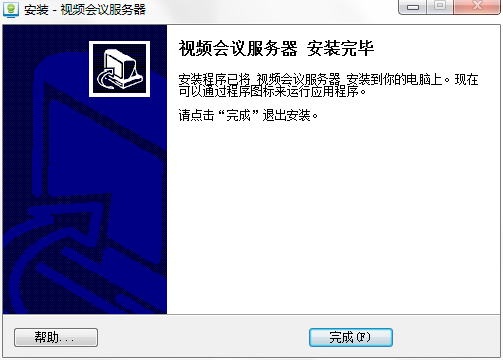 安装 - 视频会议服务器
视频会议服务器 安装完毕
安装程序已将 视频会议服务器 安装到你的电脑上。现在
可以通过程序图标来运行应用程序。
请点击“完成”退出安装。
帮助...
完成(F)